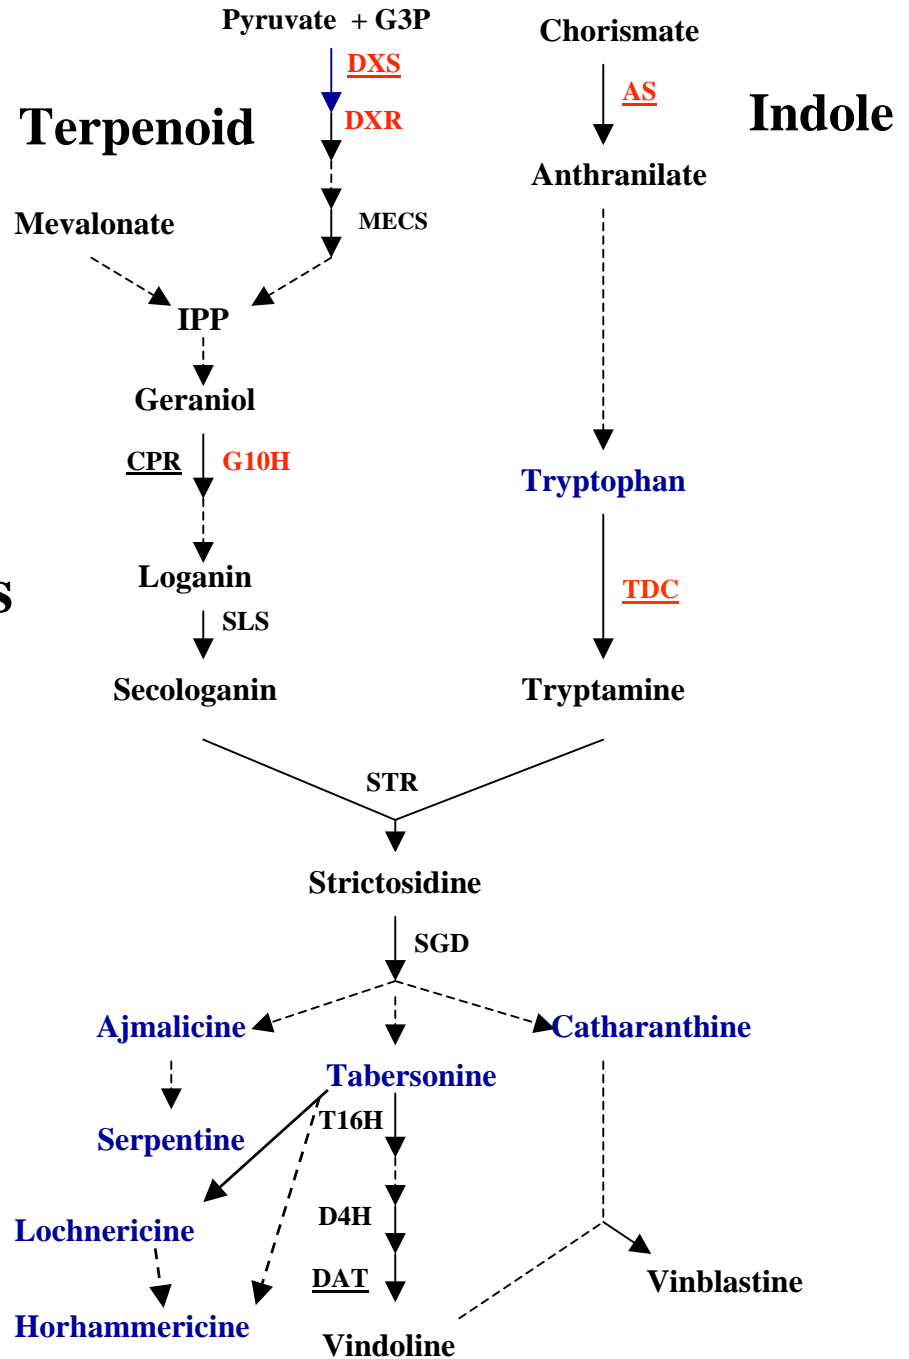 Pyruvate + G3P
Chorismate
DXS
AS
Terpenoid
DXR
Indole
Anthranilate
Mevalonate
MECS
IPP
Geraniol
CPR
G10H
Tryptophan
Loganin
s
TDC
SLS
Secologanin
Tryptamine
STR
Strictosidine
SGD
Ajmalicine
Catharanthine
Tabersonine
T16H
Serpentine
D4H
Lochnericine
DAT
Vinblastine
Horhammericine
Vindoline